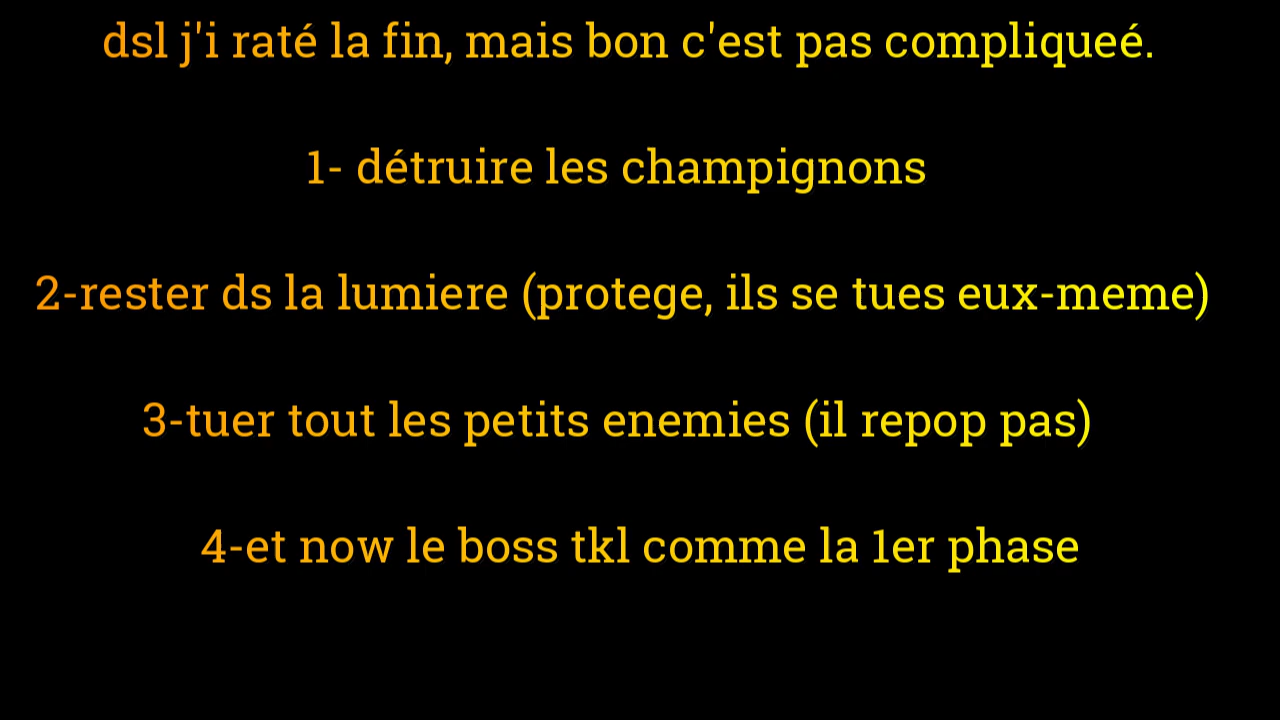 dsl j'i raté la fin, mais bon c'est pas compliqueé.
1- détruire les champignons
2-rester ds la lumiere (protege, ils se tues eux-meme)
3-tuer tout les petits enemies (il repop pas)
4-et now le boss tkl comme la 1er phase